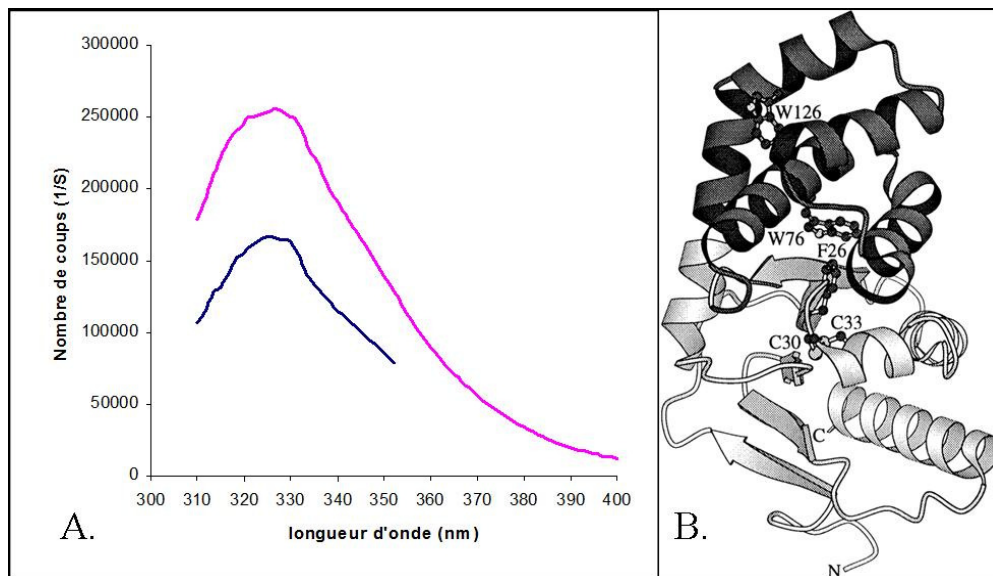 300000
250000
200000
150000
100000
50000
0
Nombre de coups (1/S)
300 310 320 330 340 350 360 370 380 390 400
longueur d'onde (nm)
A.
W126
W76
F26
C33
C30
C
N
B.